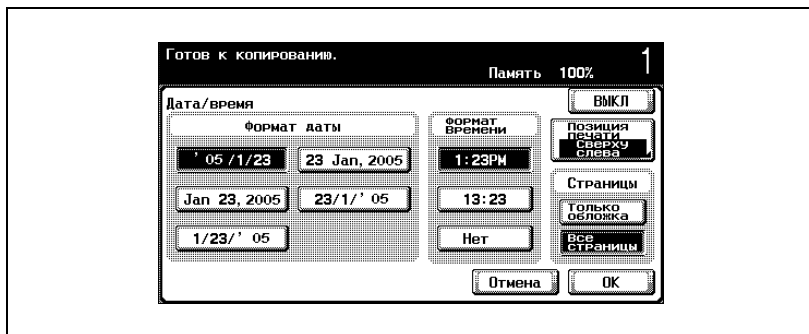 Готов к копированию.
Память 100%
1
Дата/время
ВЫКЛ
Формат даты
Формат
Времени
' 05 /1/23
23 Jan, 2005
Jan 23, 2005
23/1/' 05
1/23/' 05
1:23PM
13:23
Нет
Позиция
печати
Сверху
слева
Страницы
Только
обложка
Все
страницы
Отмена
OK